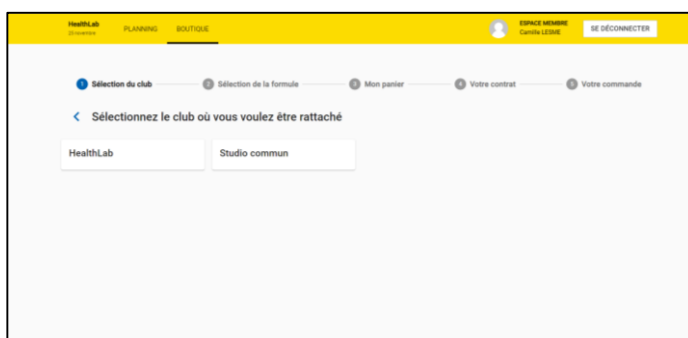 HealthLab
PLANNING
BOUTIQUE
ESPACE MEMBRE
Camille LESME
SE DÉCONNECTER
1 Sélection du club
2 Sélection de la formule
3 Mon panier
4 Votre contrat
5 Votre commande
Sélectionnez le club où vous voulez être rattaché
HealthLab
Studio commun